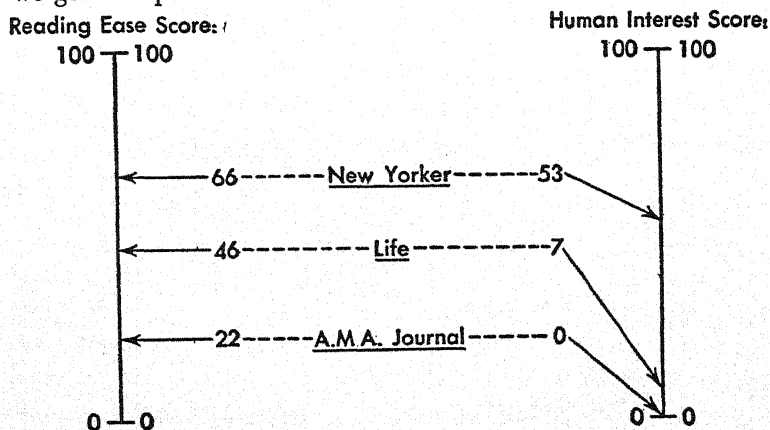 Reading Ease Score:
Human Interest Score:
100 100
100 100
66 New Yorker 53
46 Life 7
22 A.M.A. Journal 0
0 0
0 0